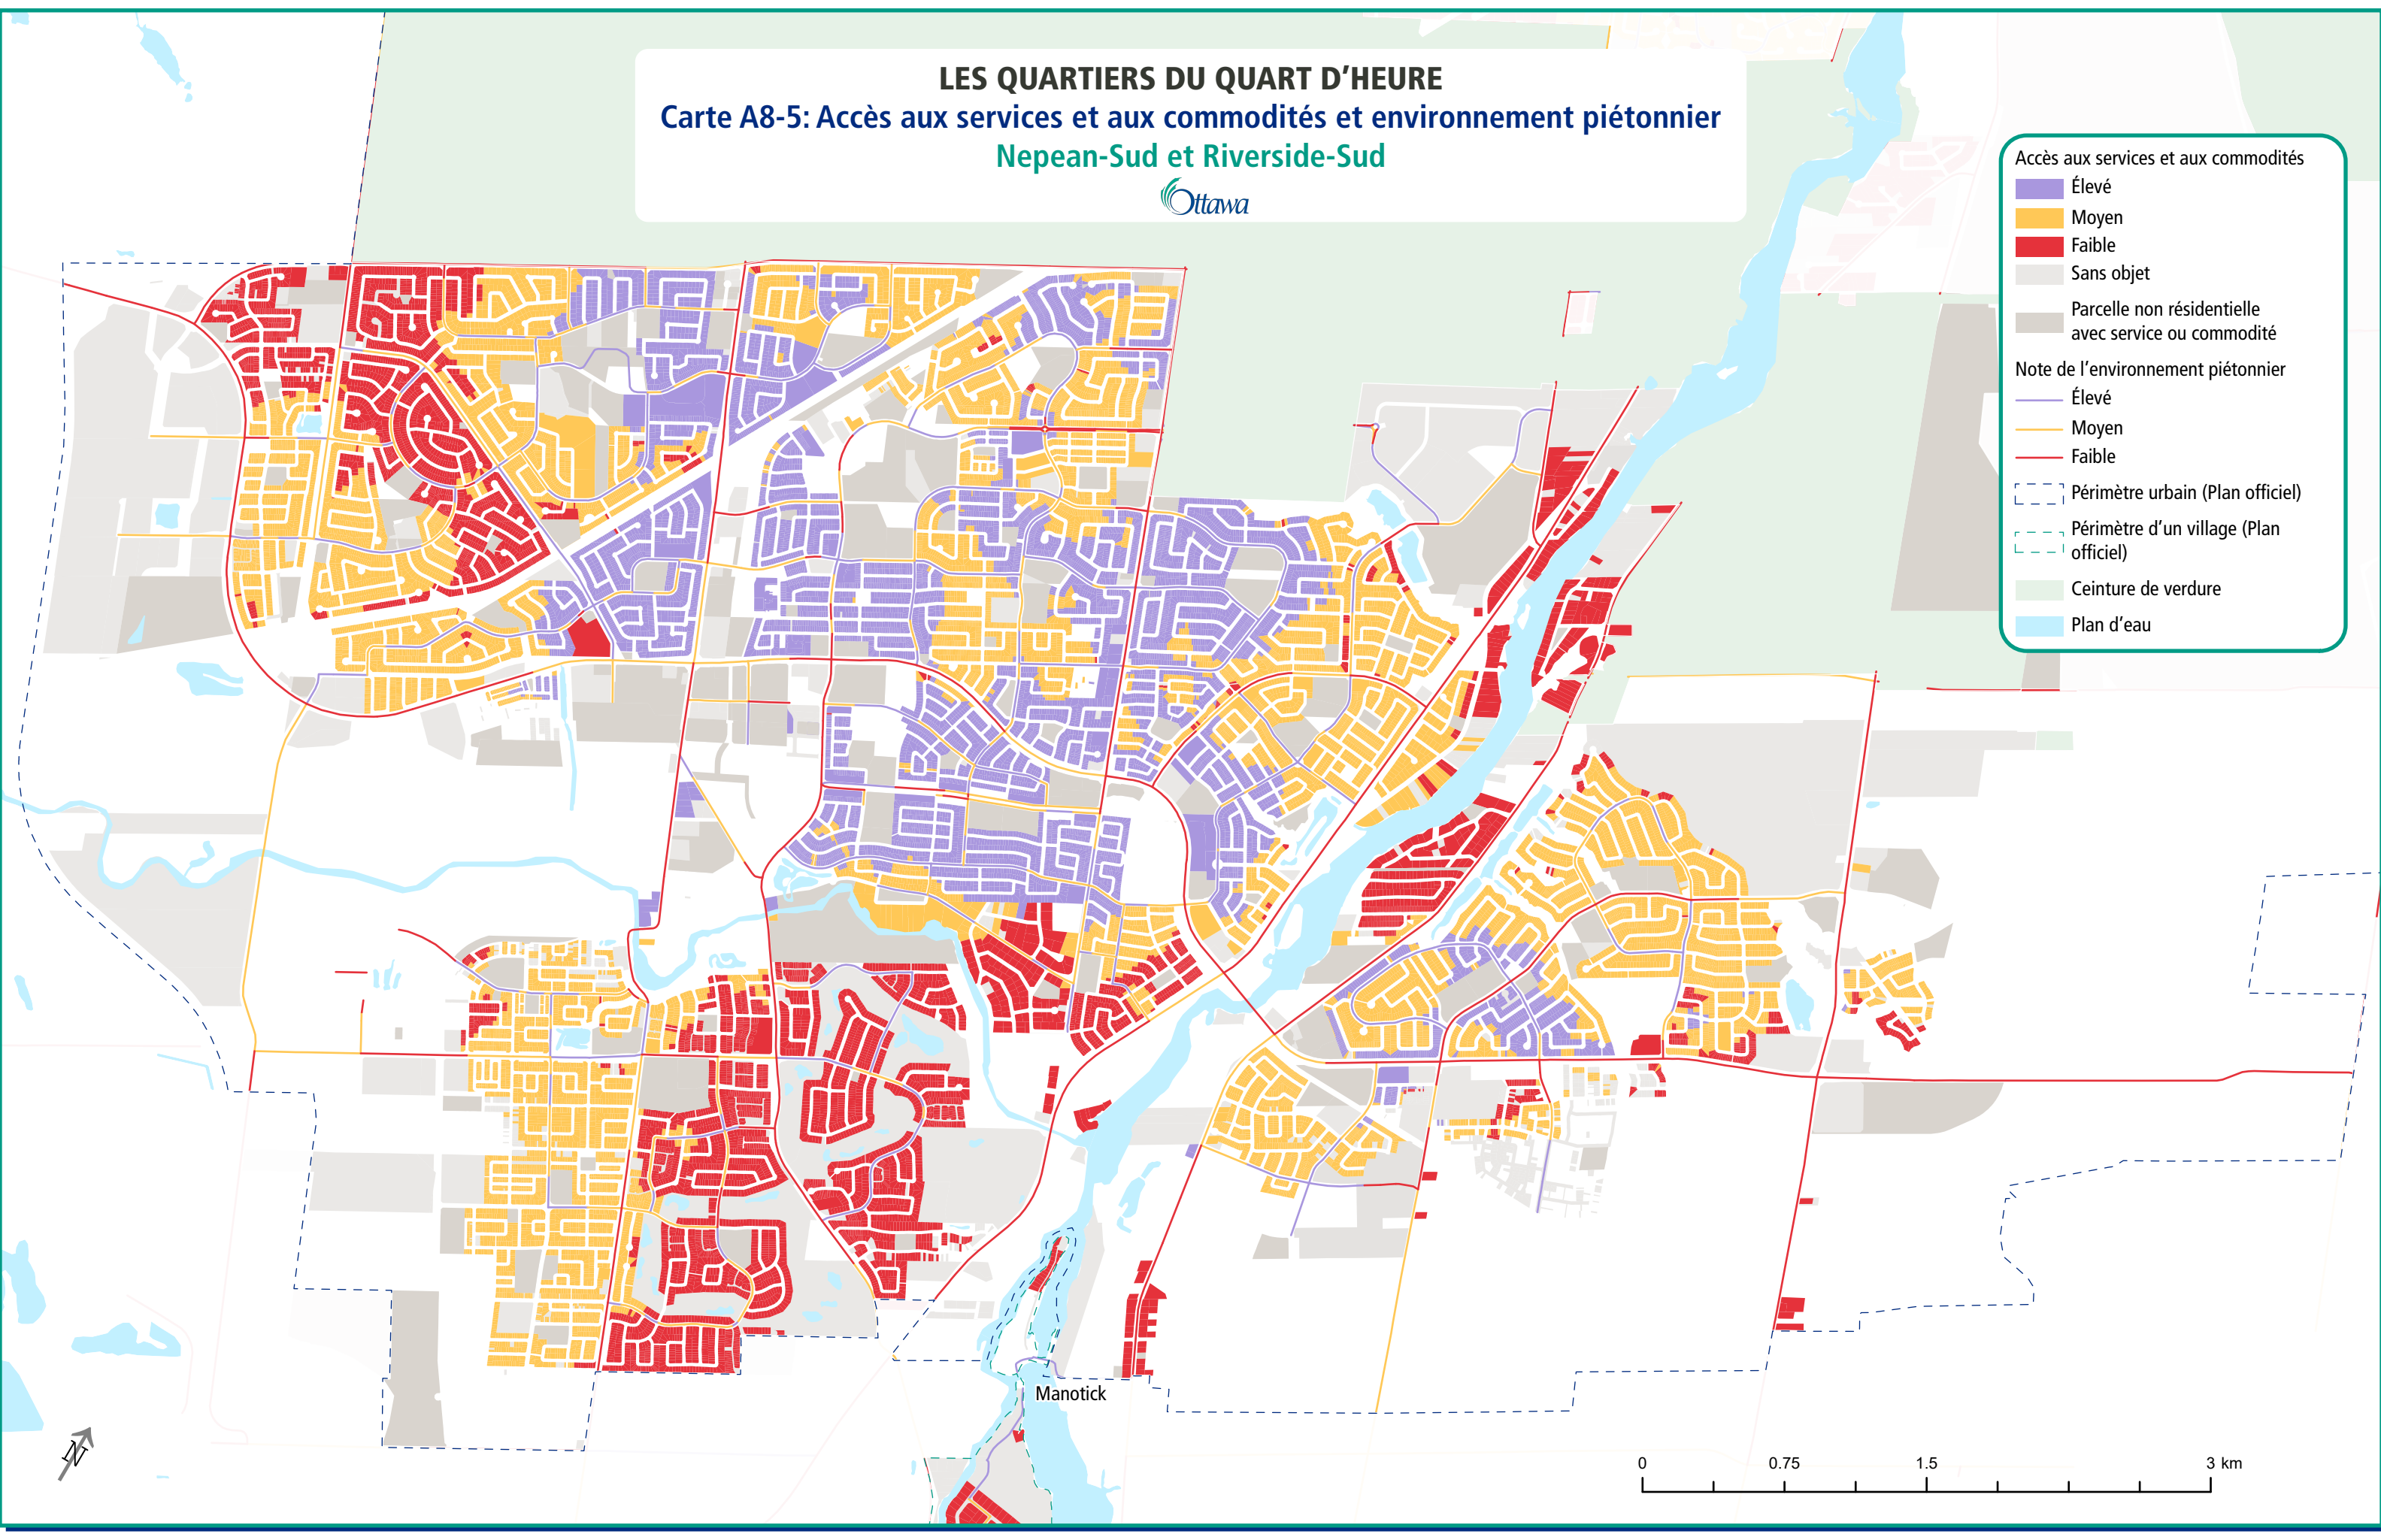 LES QUARTIERS DU QUART D’HEURE
Carte A8-5: Accès aux services et aux commodités et environnement piétonnier
Nepean-Sud et Riverside-Sud
Ottawa
Accès aux services et aux commodités
Élevé
Moyen
Faible
Sans objet
Parcelle non résidentielle
avec service ou commodité
Note de l’environnement piétonnier
Élevé
Moyen
Faible
Périmètre urbain (Plan officiel)
Périmètre d’un village (Plan
officiel)
Ceinture de verdure
Plan d’eau
Manotick
N
0 0.75 1.5 3 km